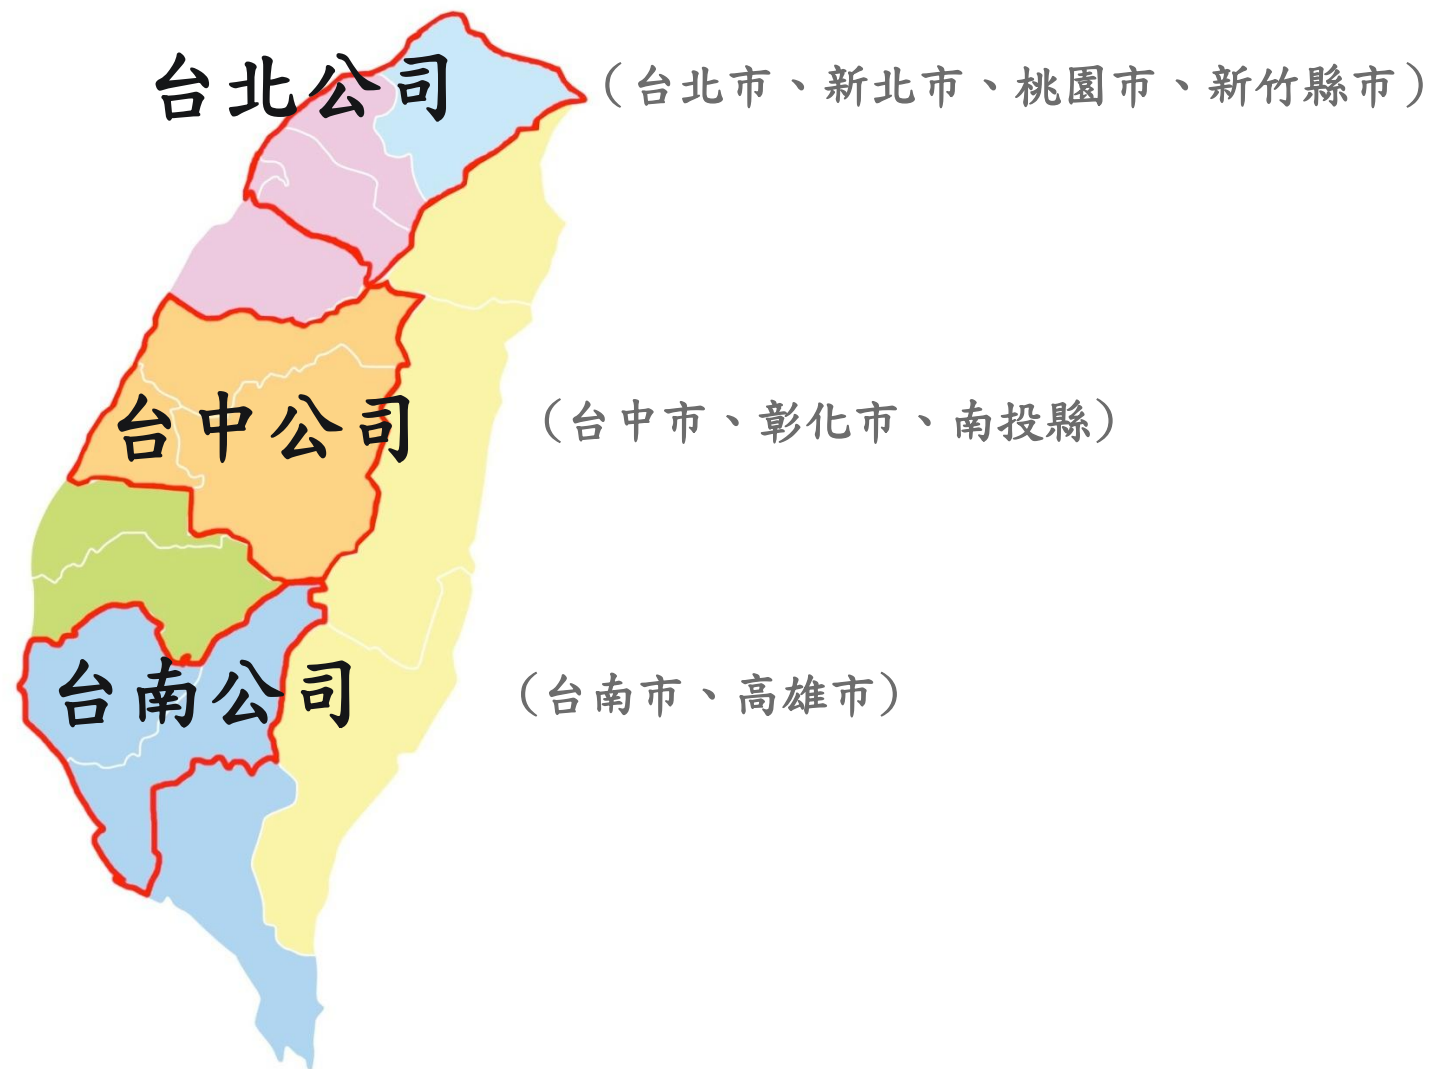 台北公司
（台北市、新北市、桃園市、新竹縣市）
台中公司
（台中市、彰化市、南投縣）
台南公司
（台南市、高雄市）